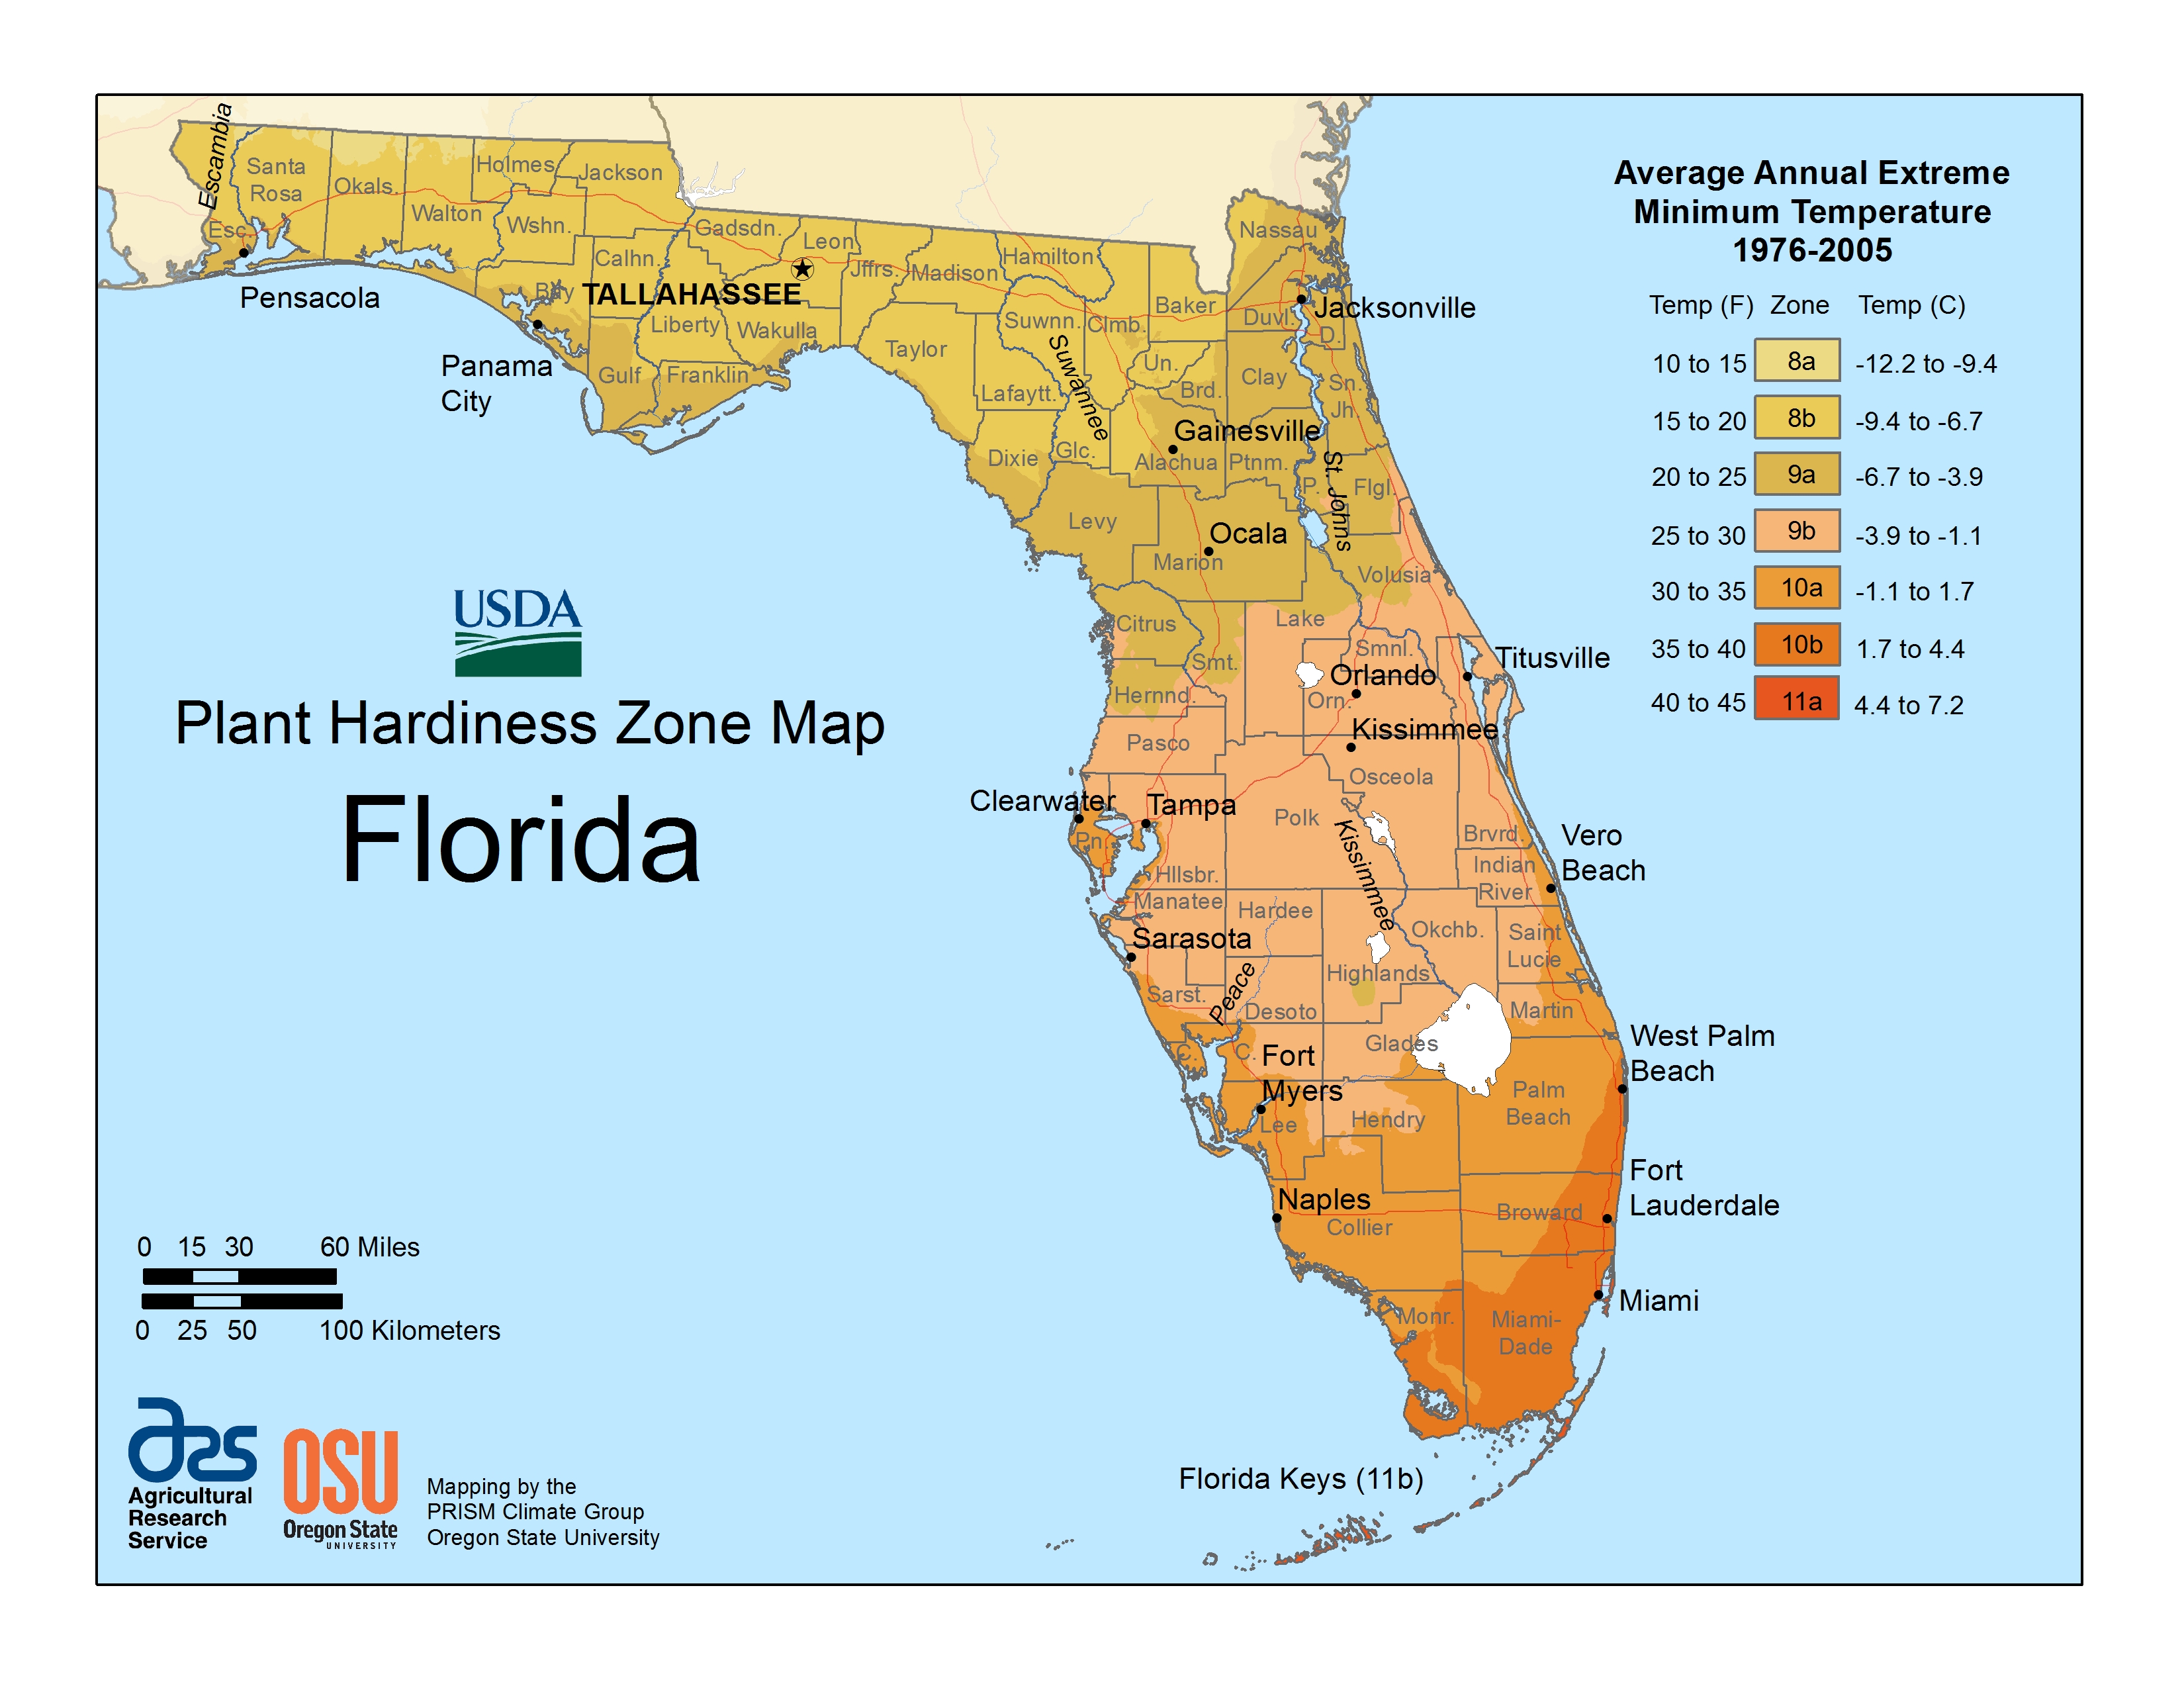 Escambia
Santa
Rosa
Okals.
Holmes
Jackson
Walton
Wshn.
Esc.
Pensacola
Calhn.
Gadsdn.
Leon
Jffrs.
Madison
Hamilton
Nassau
Bay
TALLAHASSEE
Liberty
Wakulla
Panama
City
Gulf
Franklin
Taylor
Suwnn.
Clmb.
Baker
Duvl.
Jacksonville
D.
Lafaytt.
Suwannee
Un.
Brd.
Clay
Sn.
Jh.
Gainesville
Dixie
Glc.
Alachua
Ptnm.
P.
St. Johns
Flgl.
Levy
Ocala
Marion
Volusia
Citrus
Lake
Smt.
Smnl.
Orlando
Titusville
Hernnd.
Orn.
Kissimmee
Pasco
Osceola
Clearwater
Tampa
Pn.
Polk
Kissimmee
Brvrd.
Vero
Beach
Hllsbr.
Indian
River
Manatee
Hardee
Okchb.
Saint
Lucie
Sarasota
Highlands
Sarst.
Peace
Desoto
Martin
C.
C.
Fort
Myers
Glades
West Palm
Beach
Lee
Hendry
Palm
Beach
Naples
Collier
Broward
Fort
Lauderdale
Monr.
Miami-
Dade
Miami
Florida Keys (11b)
Average Annual Extreme
Minimum Temperature
1976-2005
Temp (F) Zone Temp (C)
10 to 15 8a -12.2 to -9.4
15 to 20 8b -9.4 to -6.7
20 to 25 9a -6.7 to -3.9
25 to 30 9b -3.9 to -1.1
30 to 35 10a -1.1 to 1.7
35 to 40 10b 1.7 to 4.4
40 to 45 11a 4.4 to 7.2
USDA
Plant Hardiness Zone Map
Florida
0 15 30 60 Miles
0 25 50 100 Kilometers
ars
Agricultural
Research
Service
OSU
Oregon State
UNIVERSITY
Mapping by the
PRISM Climate Group
Oregon State University